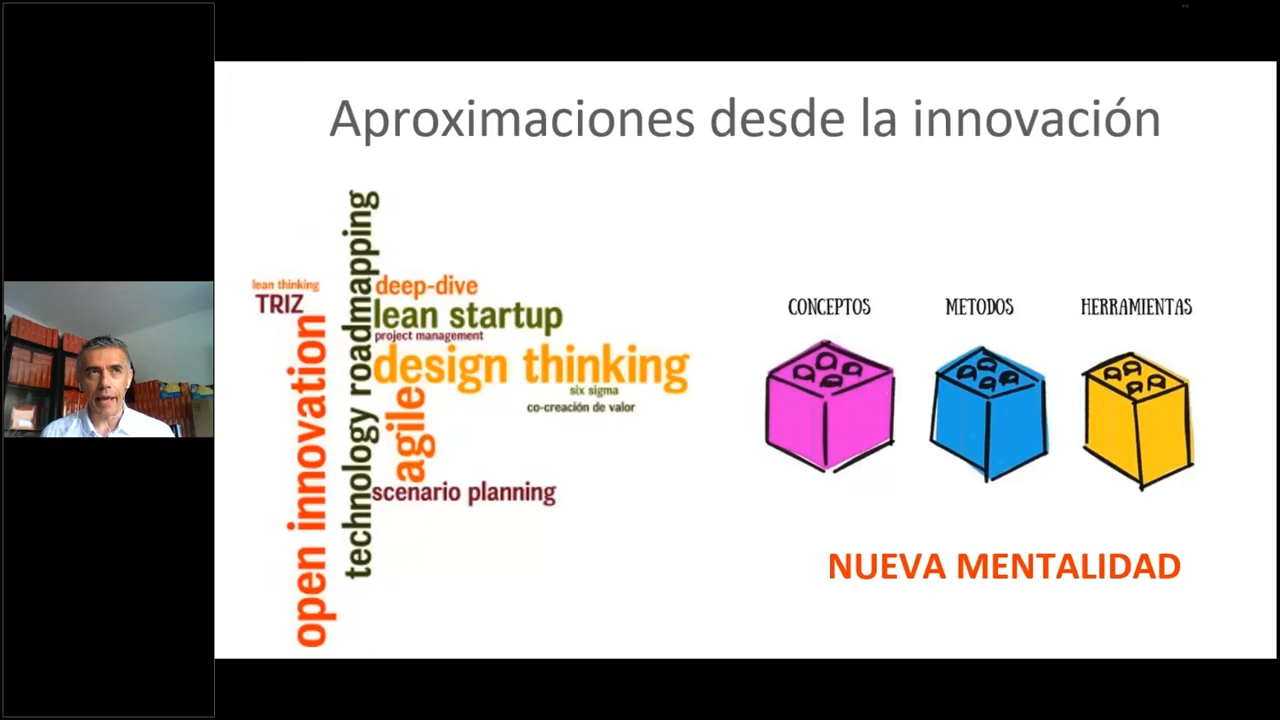 Aproximaciones desde la innovación
lean thinking
TRIZ
open innovation
technology roadmapping
deep-dive
lean startup
project management
design thinking
six sigma
co-creación de valor
agile
scenario planning
CONCEPTOS
METODOS
HERRAMIENTAS
NUEVA MENTALIDAD